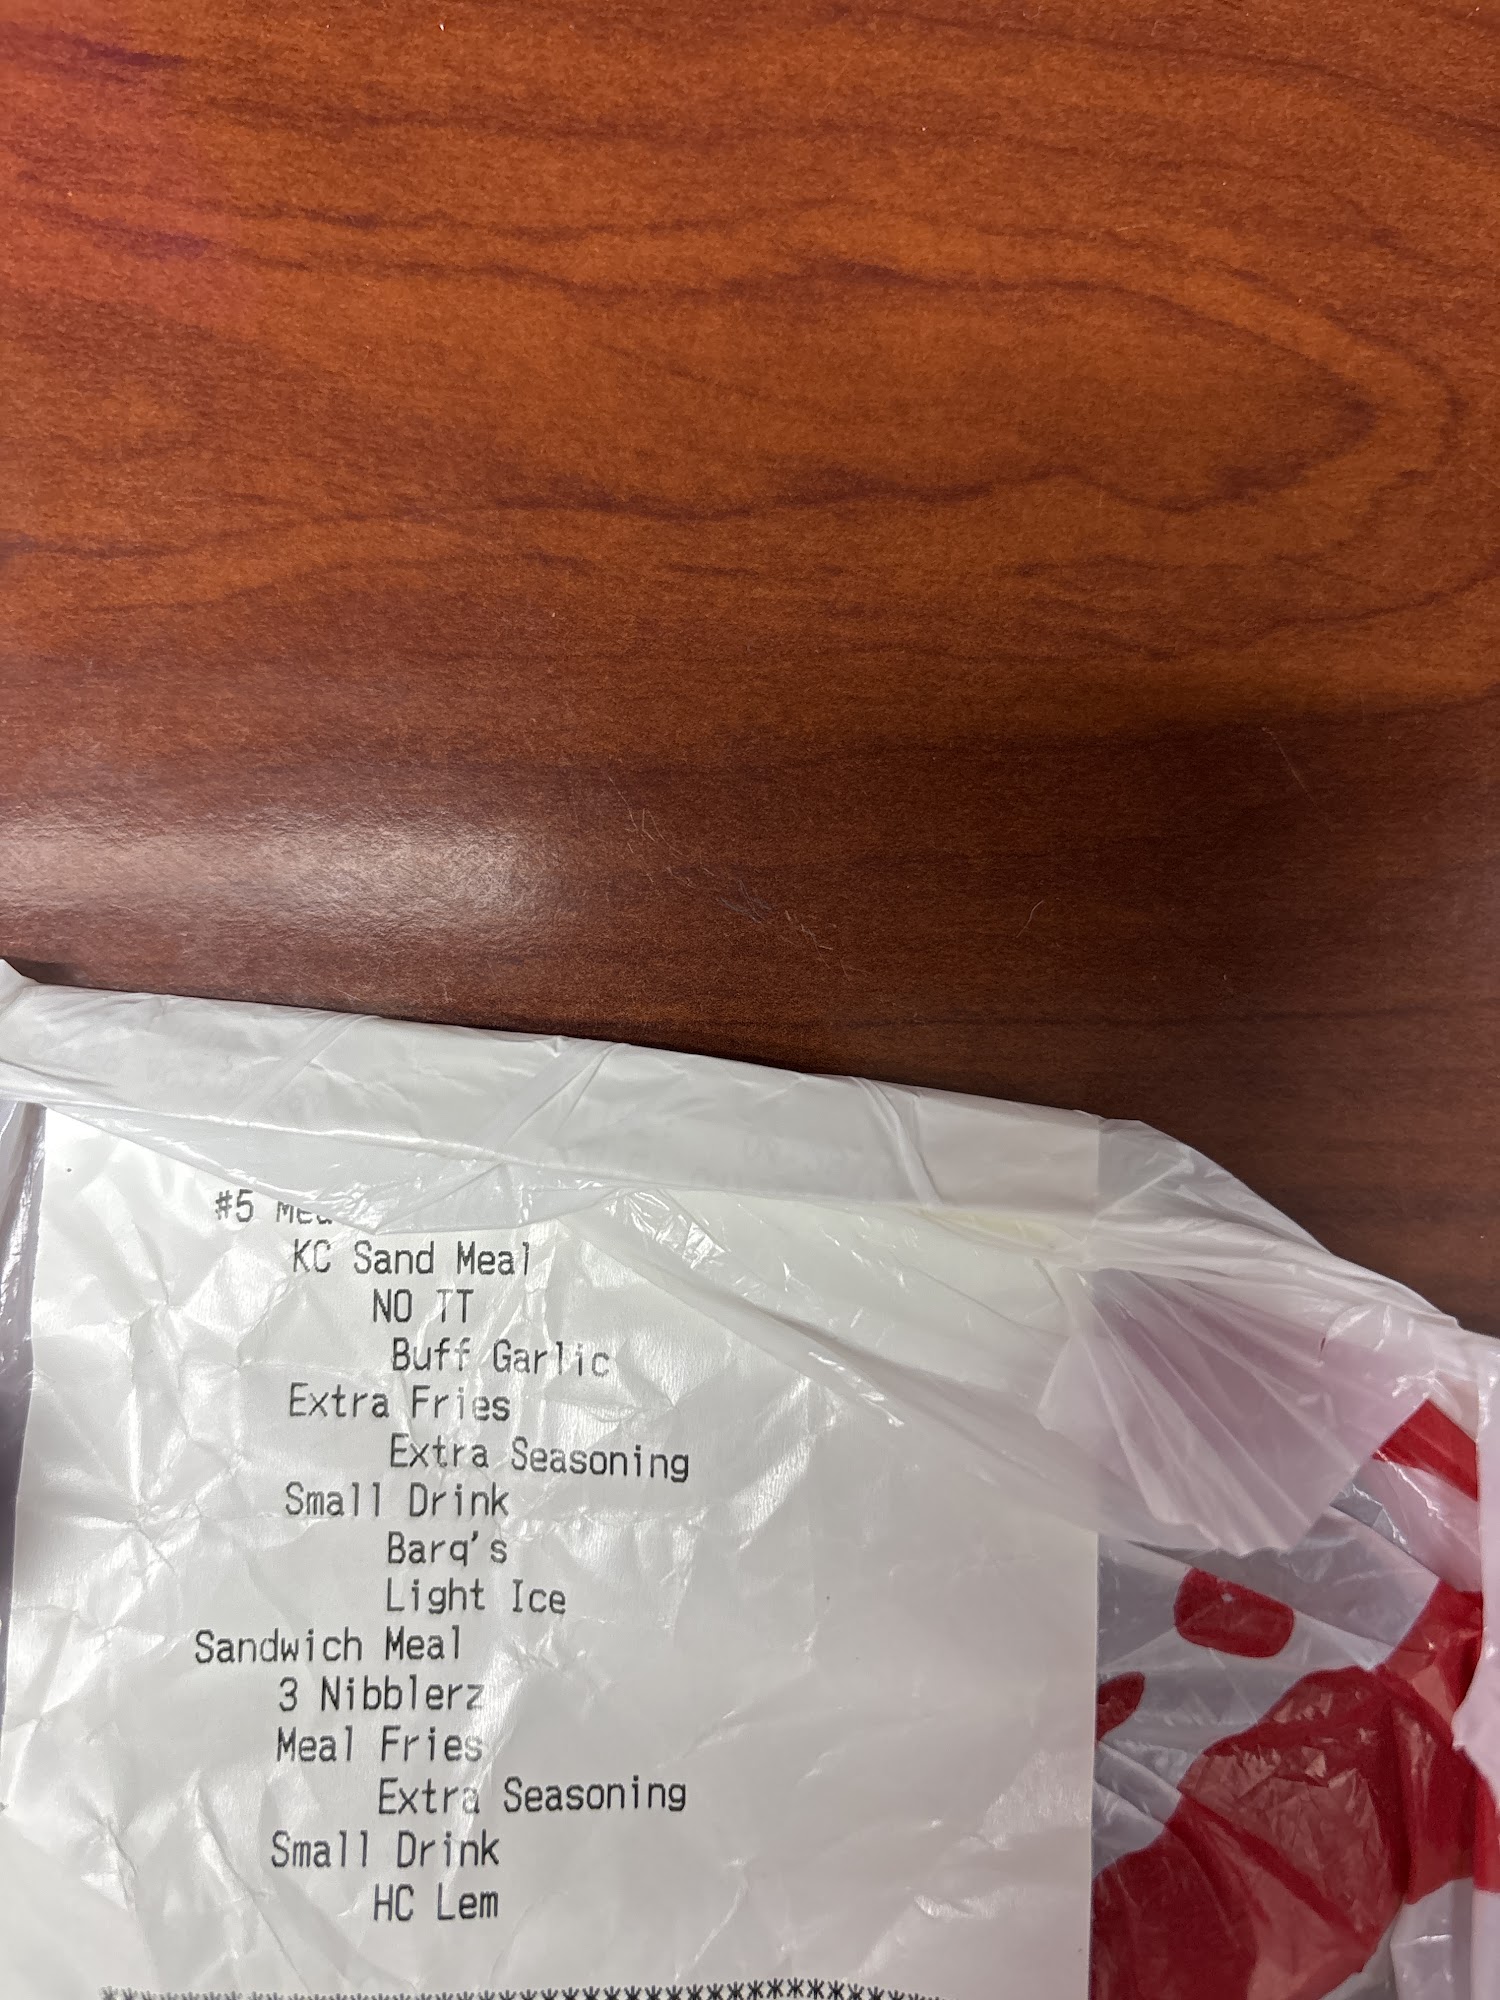 #5 Meal
KC Sand Meal
NO TT
Buff Garlic
Extra Fries
Extra Seasoning
Small Drink
Barq's
Light Ice
Sandwich Meal
3 Nibblerz
Meal Fries
Extra Seasoning
Small Drink
HC Lem